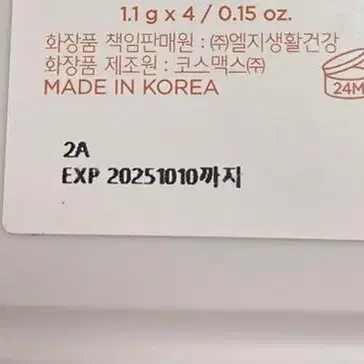 1.1 g x 4 / 0.15 oz.
화장품 책임판매원 : ㈜엘지생활건강
화장품 제조원 : 코스맥스㈜
MADE IN KOREA
24M
2A
EXP 20251010까지